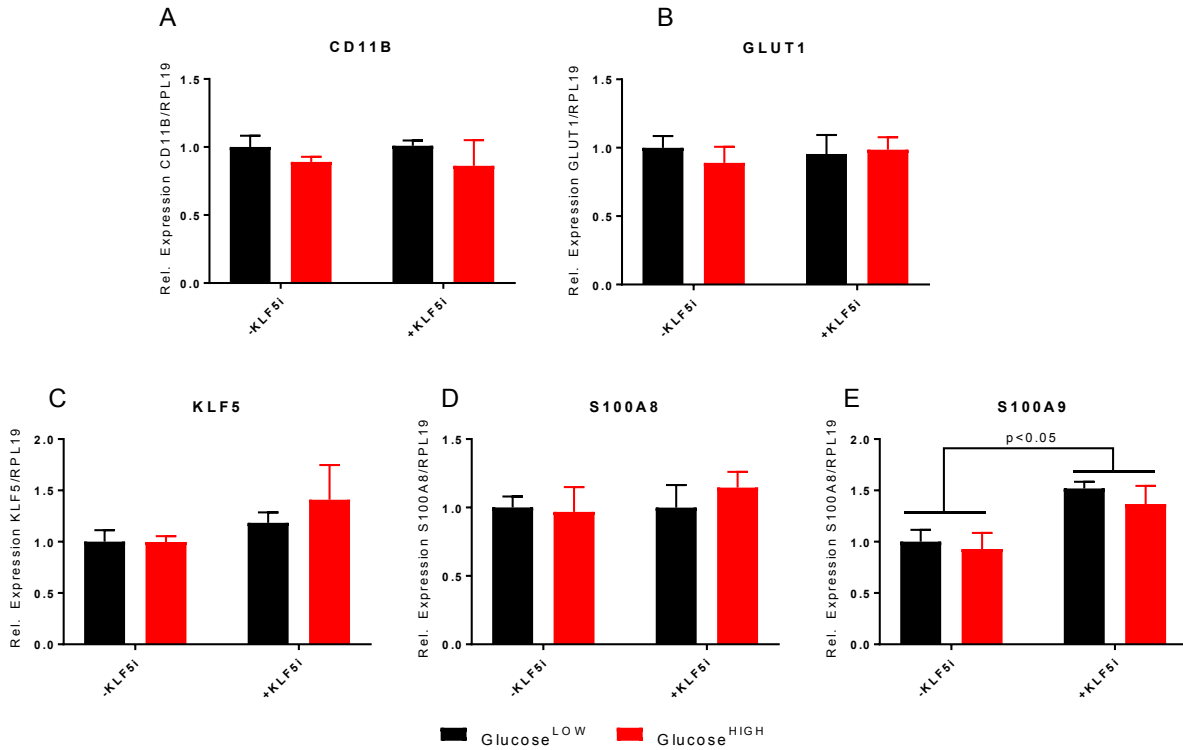 A
CD11B
Rel. Expression CD11B/RPL19
1.5
1.0
0.5
0.0
-KLF5i
+KLF5i
B
GLUT1
Rel. Expression GLUT1/RPL19
1.5
1.0
0.5
0.0
-KLF5i
+KLF5i
C
KLF5
Rel. Expression KLF5/RPL19
2.0
1.5
1.0
0.5
0.0
-KLF5i
+KLF5i
D
S100A8
Rel. Expression S100A8/RPL19
1.5
1.0
0.5
0.0
-KLF5i
+KLF5i
E
S100A9
Rel. Expression S100A8/RPL19
2.0
1.5
1.0
0.5
0.0
p<0.05
-KLF5i
+KLF5i
Glucose^LOW
Glucose^HIGH